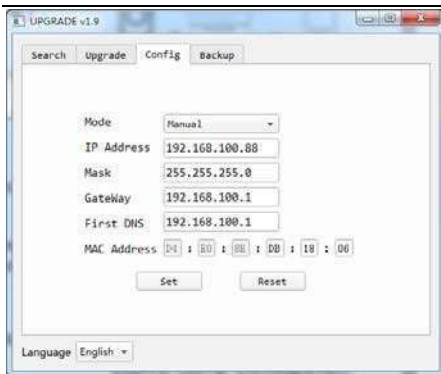 UPGRADE v1.9
Search Upgrade Config Backup
Mode Manual
IP Address 192.168.100.88
Mask 255.255.255.0
GateWay 192.168.100.1
First DNS 192.168.100.1
MAC Address : : : DB : 18 : 06
Set Reset
Language English